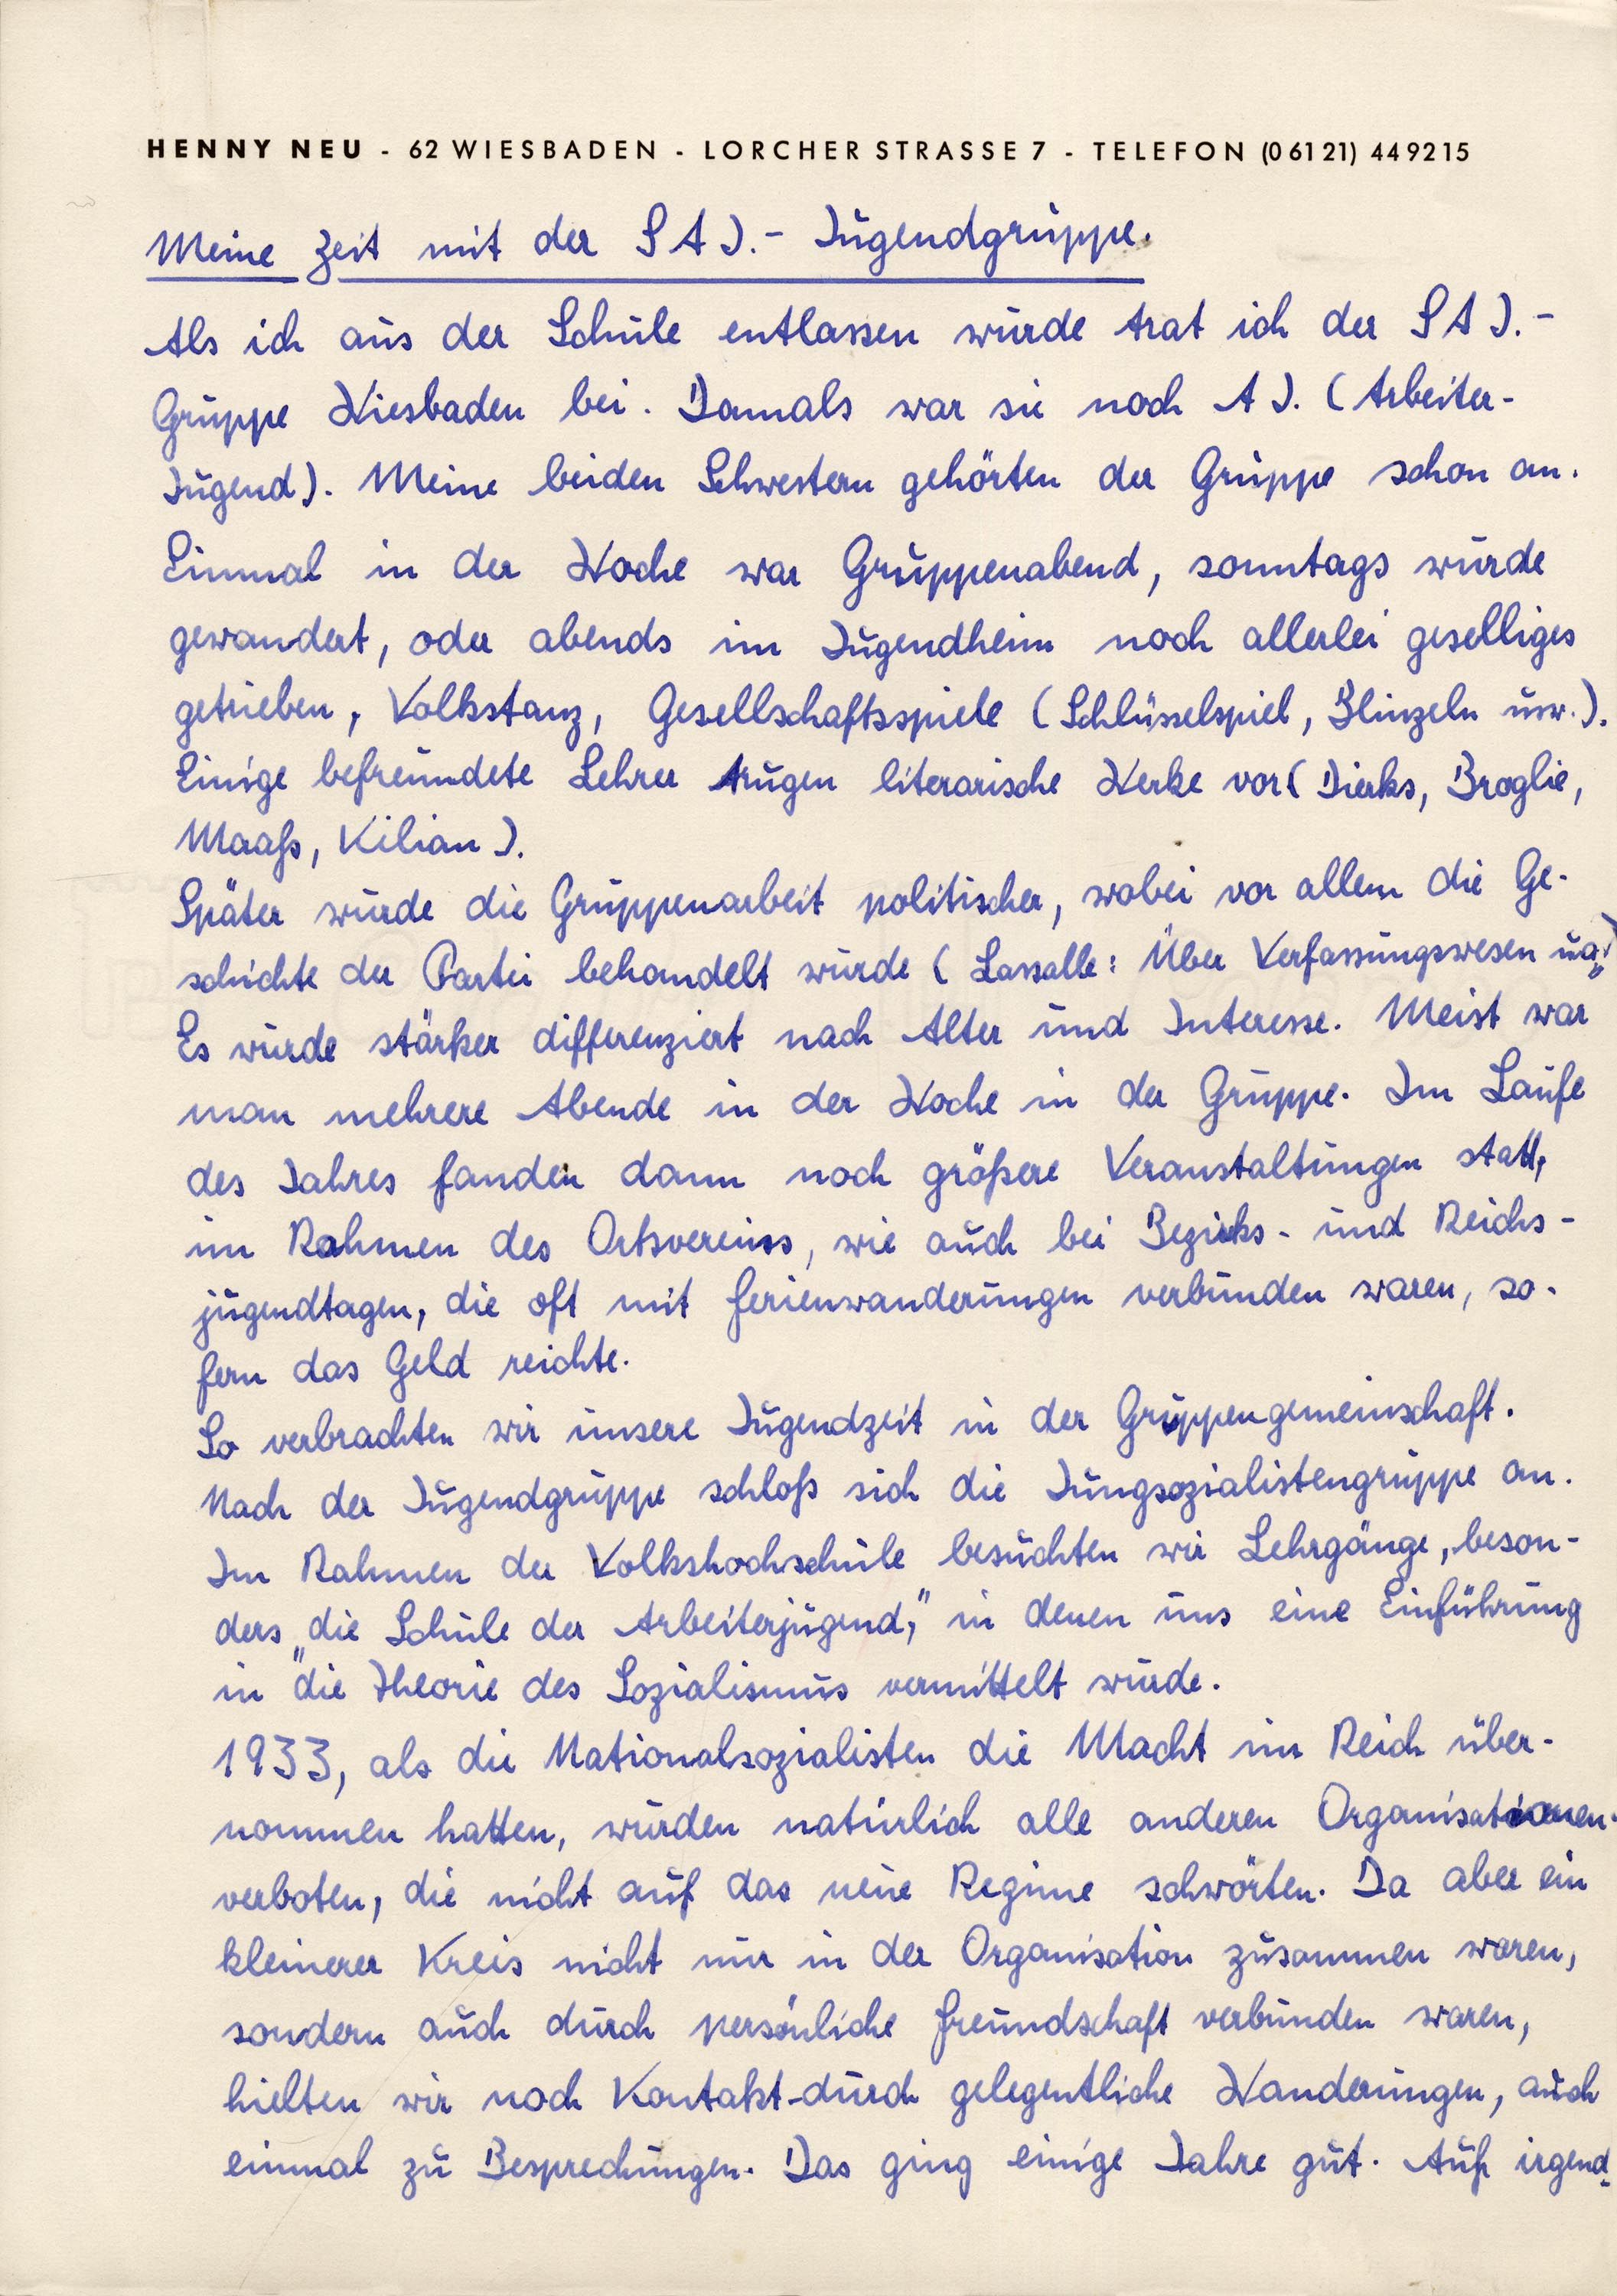 HENNY NEU - 62 WIESBADEN - LORCHER STRASSE 7 - TELEFON (06121) 449215
Meine Zeit mit der SAJ.- Jugendgruppe.
Als ich aus der Schule entlassen wurde trat ich der SAJ.-
Gruppe Wiesbaden bei. Damals war sie noch AJ. (Arbeiter-
Jugend). Meine beiden Schwestern gehörten der Gruppe schon an.
Einmal in der Woche war Gruppenabend, sonntags wurde
gewandert, oder abends im Jugendheim noch allerlei geselliges
getrieben, Volkstanz, Gesellschaftsspiele (Schlüsselspiel, Blinzeln usw.).
Einige befreundete Lehrer trugen literarische Werke vor (Dierks, Broglie,
Maaß, Kilian).
Später wurde die Gruppenarbeit politischer, wobei vor allem die Ge-
schichte der Partei behandelt wurde (Lassalle: Über Verfassungswesen ua.)
Es wurde stärker differenziert nach Alter und Interesse. Meist war
man mehrere Abende in der Woche in der Gruppe. Im Laufe
des Jahres fanden dann noch größere Veranstaltungen statt,
im Rahmen des Ortsvereins, wie auch bei Bezirks- und Reichs-
jugendtagen, die oft mit Ferienwanderungen verbunden waren, so-
fern das Geld reichte.
So verbrachten wir unsere Jugendzeit in der Gruppengemeinschaft.
Nach der Jugendgruppe schloß sich die Jungsozialistengruppe an.
Im Rahmen der Volkshochschule besuchten wir Lehrgänge, beson-
ders „die Schule der Arbeiterjugend," in denen uns eine Einführung
in die Theorie des Sozialismus vermittelt wurde.
1933, als die Nationalsozialisten die Macht im Reich über-
nommen hatten, wurden natürlich alle anderen Organisationen
verboten, die nicht auf das neue Regime schwörten. Da aber ein
kleinerer Kreis nicht nur in der Organisation zusammen waren,
sondern auch durch persönliche Freundschaft verbunden waren,
hielten wir noch Kontakt durch gelegentliche Wanderungen, auch
einmal zu Besprechungen. Das ging einige Jahre gut. Auf irgend-